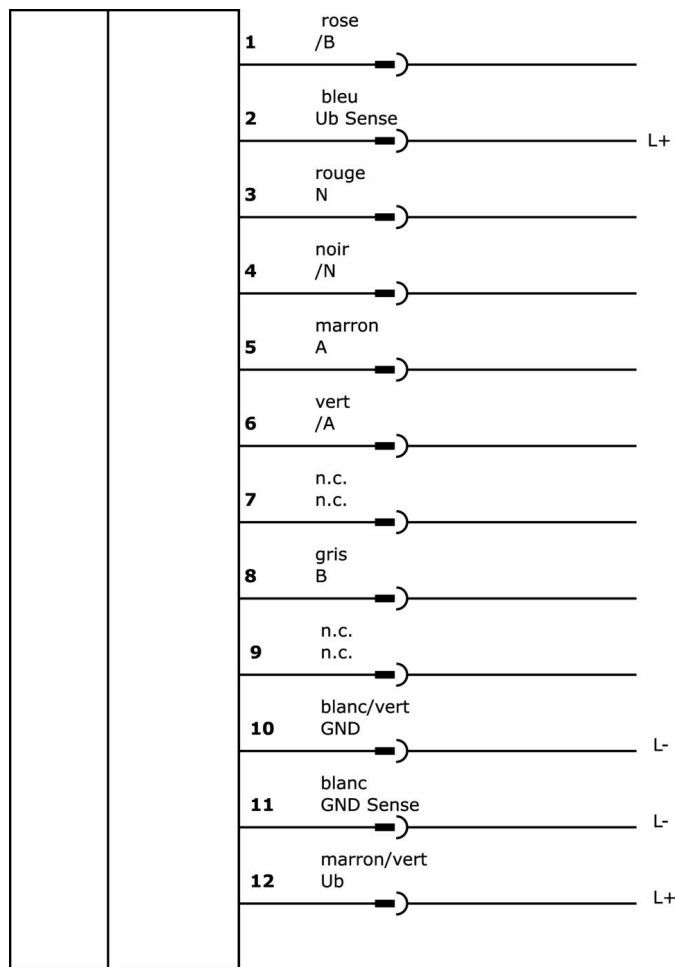 rose
1 /B
bleu
2 Ub Sense
L+
rouge
3 N
noir
4 /N
marron
5 A
vert
6 /A
n.c.
7 n.c.
gris
8 B
n.c.
9 n.c.
blanc/vert
10 GND
L-
blanc
11 GND Sense
L-
marron/vert
12 Ub
L+